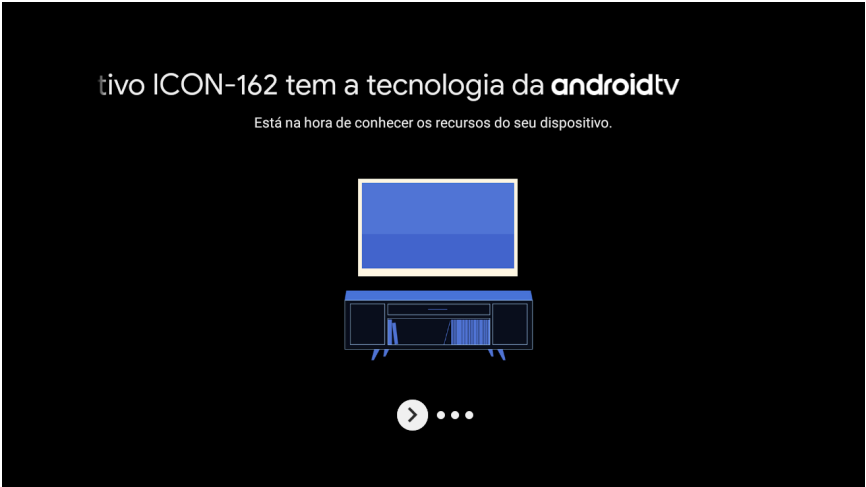 tivo ICON-162 tem a tecnologia da androidtv
Está na hora de conhecer os recursos do seu dispositivo.